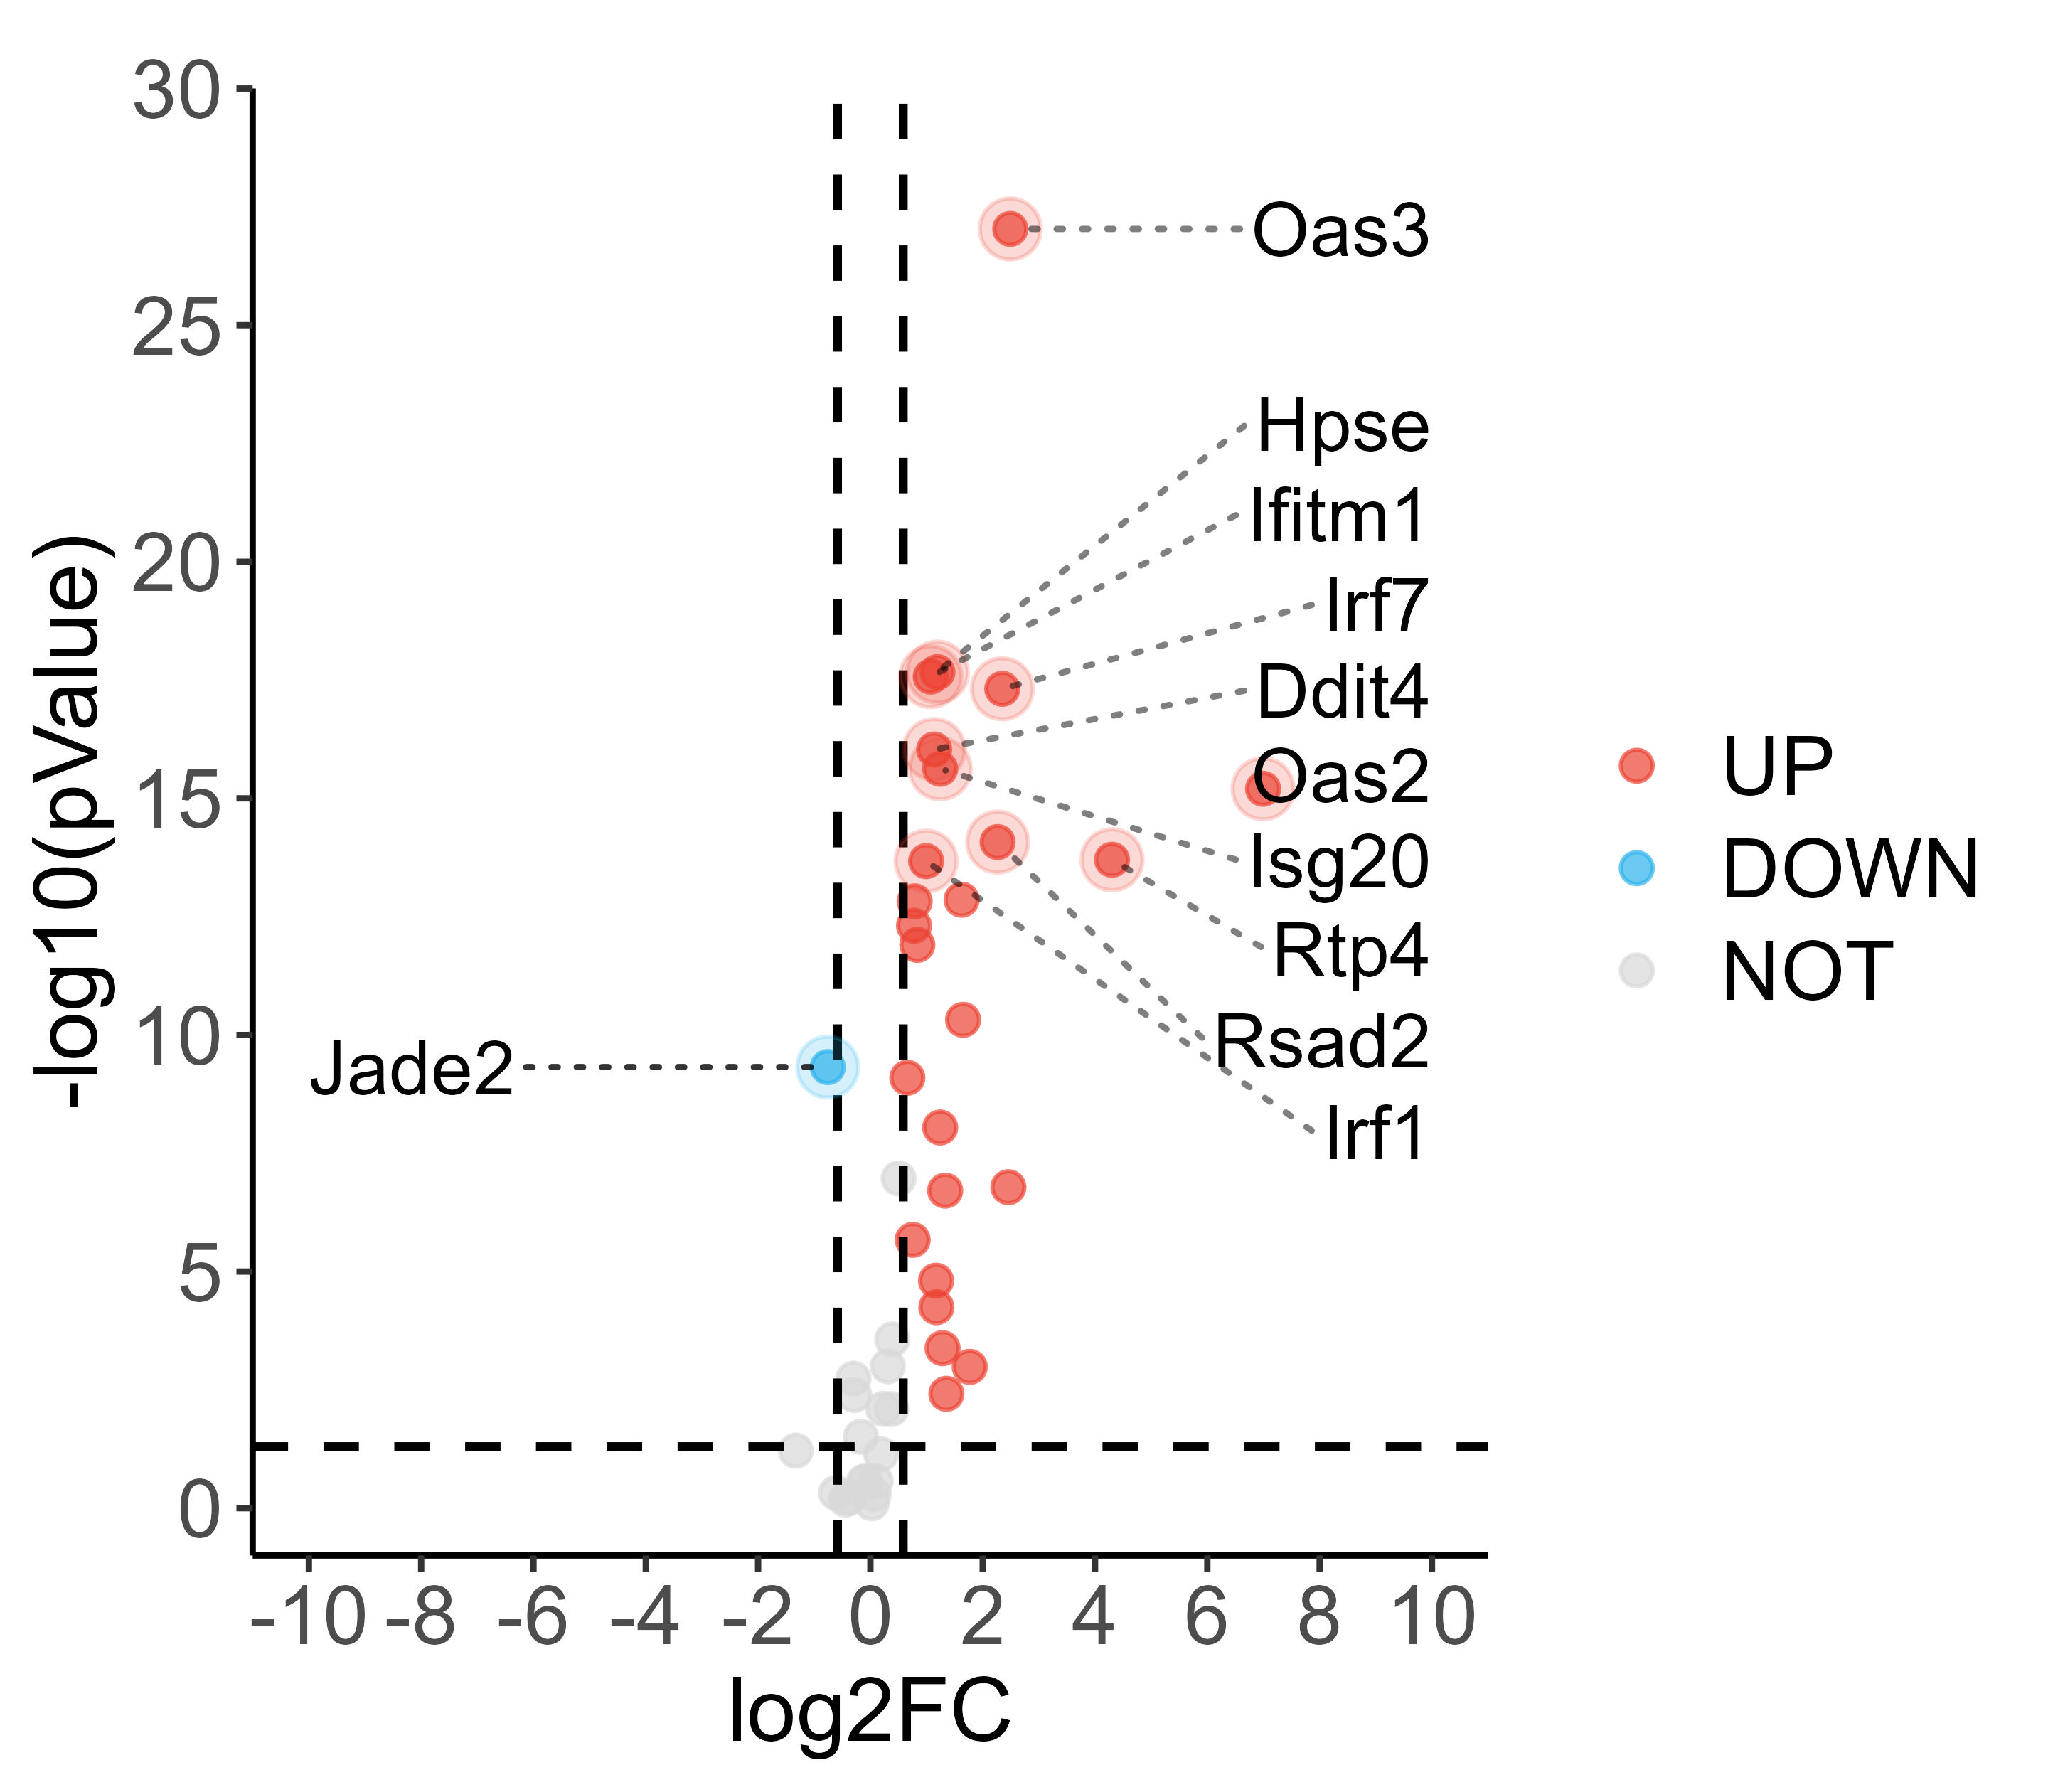 30
25
20
15
10
5
0
-log10(pValue)
Oas3
Hpse
Ifitm1
Irf7
Ddit4
Oas2
Isg20
Rtp4
Rsad2
Irf1
Jade2
UP
DOWN
NOT
-10 -8 -6 -4 -2 0 2 4 6 8 10
log2FC